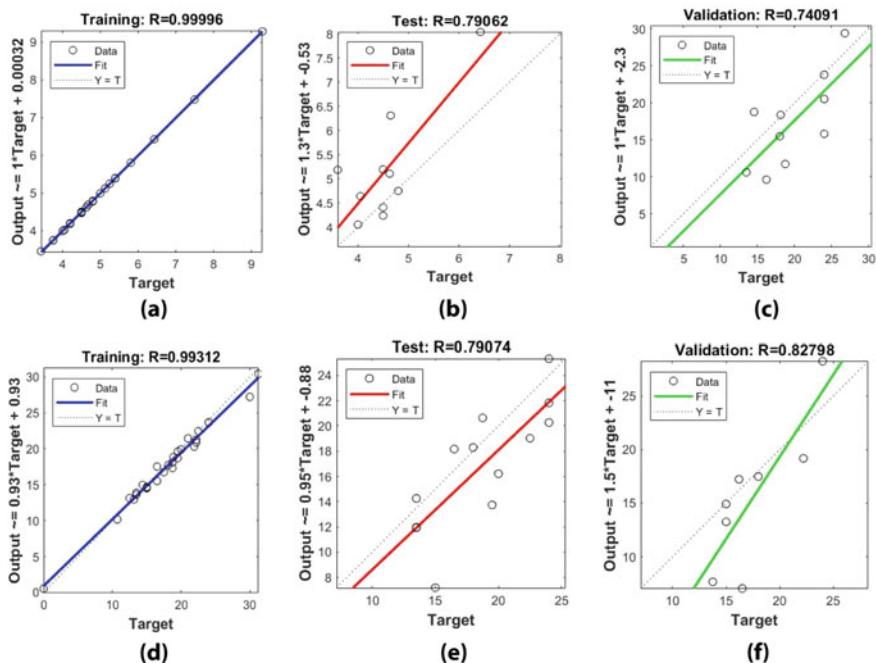 Training: R=0.99996
Output ~= 1*Target + 0.00032
Data
Fit
Y = T
9
8
7
6
5
4
4 5 6 7 8 9
Target
(a)
Test: R=0.79062
Output ~= 1.3*Target + -0.53
Data
Fit
Y = T
8
7.5
7
6.5
6
5.5
5
4.5
4
4 5 6 7 8
Target
(b)
Validation: R=0.74091
Output ~= 1*Target + -2.3
Data
Fit
Y = T
30
25
20
15
10
5
5 10 15 20 25 30
Target
(c)
Training: R=0.99312
Output ~= 0.93*Target + 0.93
Data
Fit
Y = T
30
25
20
15
10
5
0
0 10 20 30
Target
(d)
Test: R=0.79074
Output ~= 0.95*Target + -0.88
Data
Fit
Y = T
24
22
20
18
16
14
12
10
8
10 15 20 25
Target
(e)
Validation: R=0.82798
Output ~= 1.5*Target + -11
Data
Fit
Y = T
25
20
15
10
10 15 20 25
Target
(f)